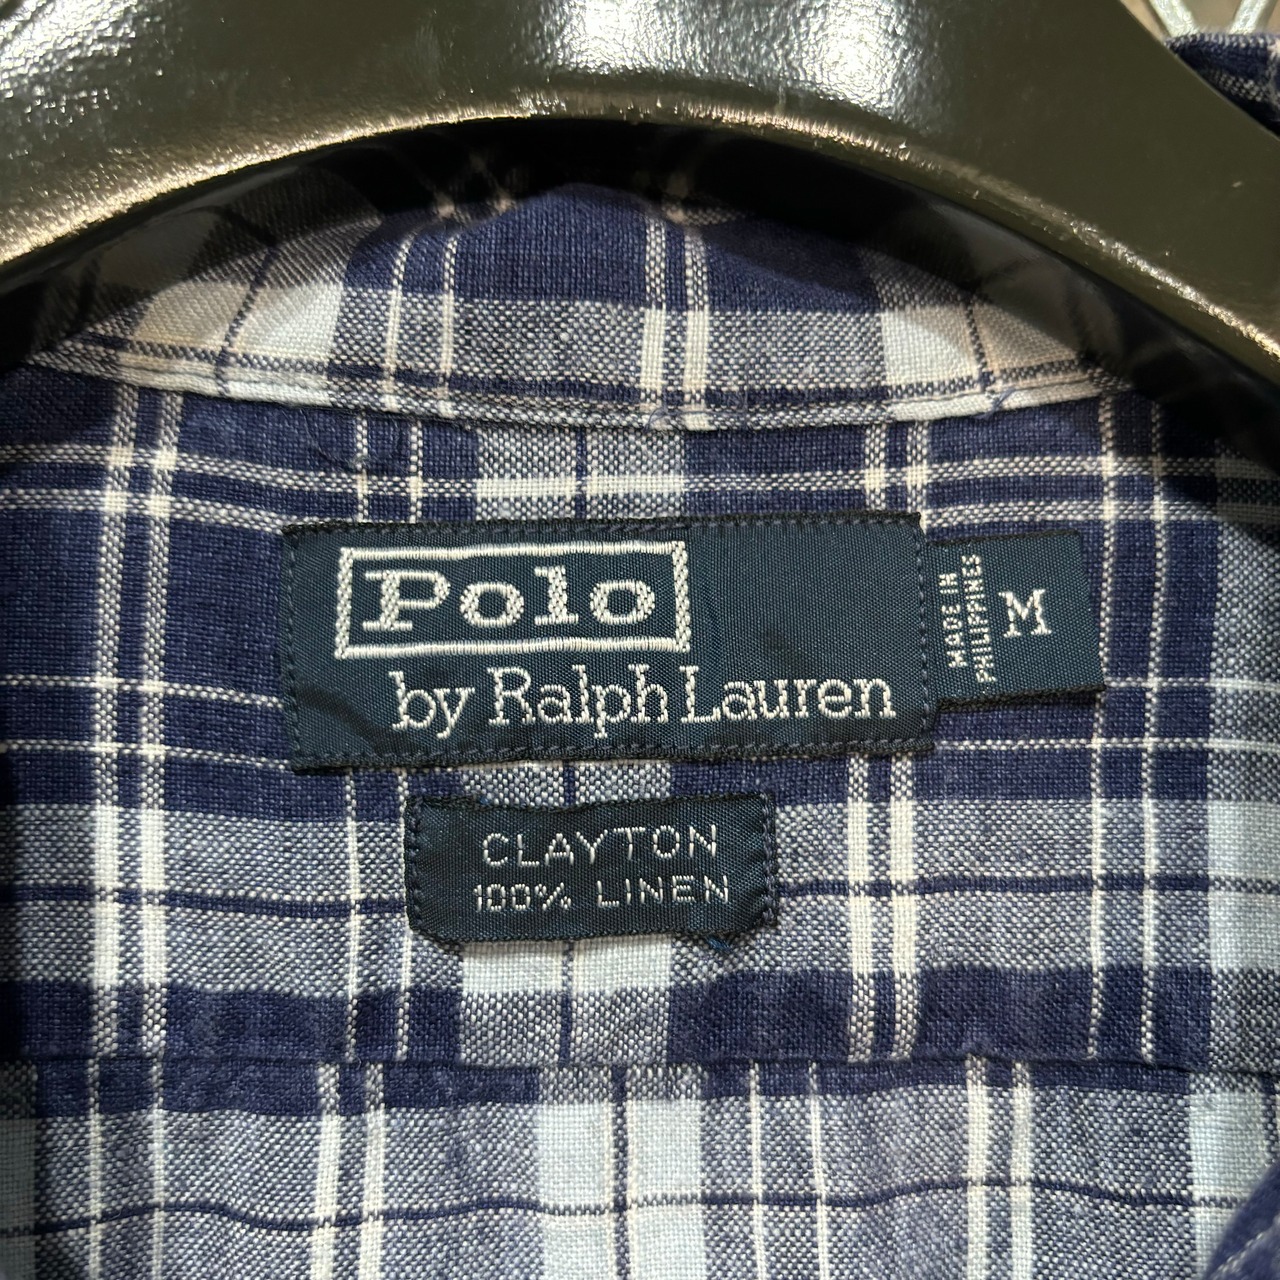 Polo
by Ralph Lauren
MADE IN
PHILIPPINES
M
CLAYTON
100% LINEN